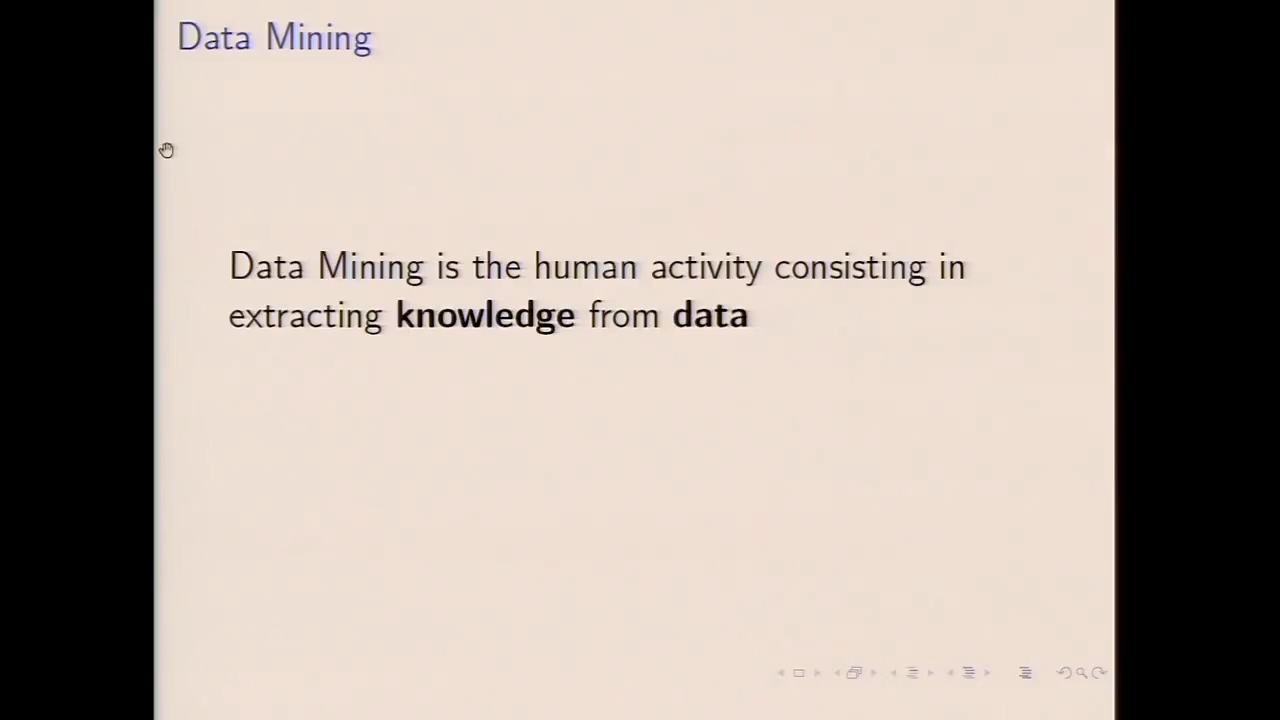 Data Mining
Data Mining is the human activity consisting in
extracting knowledge from data